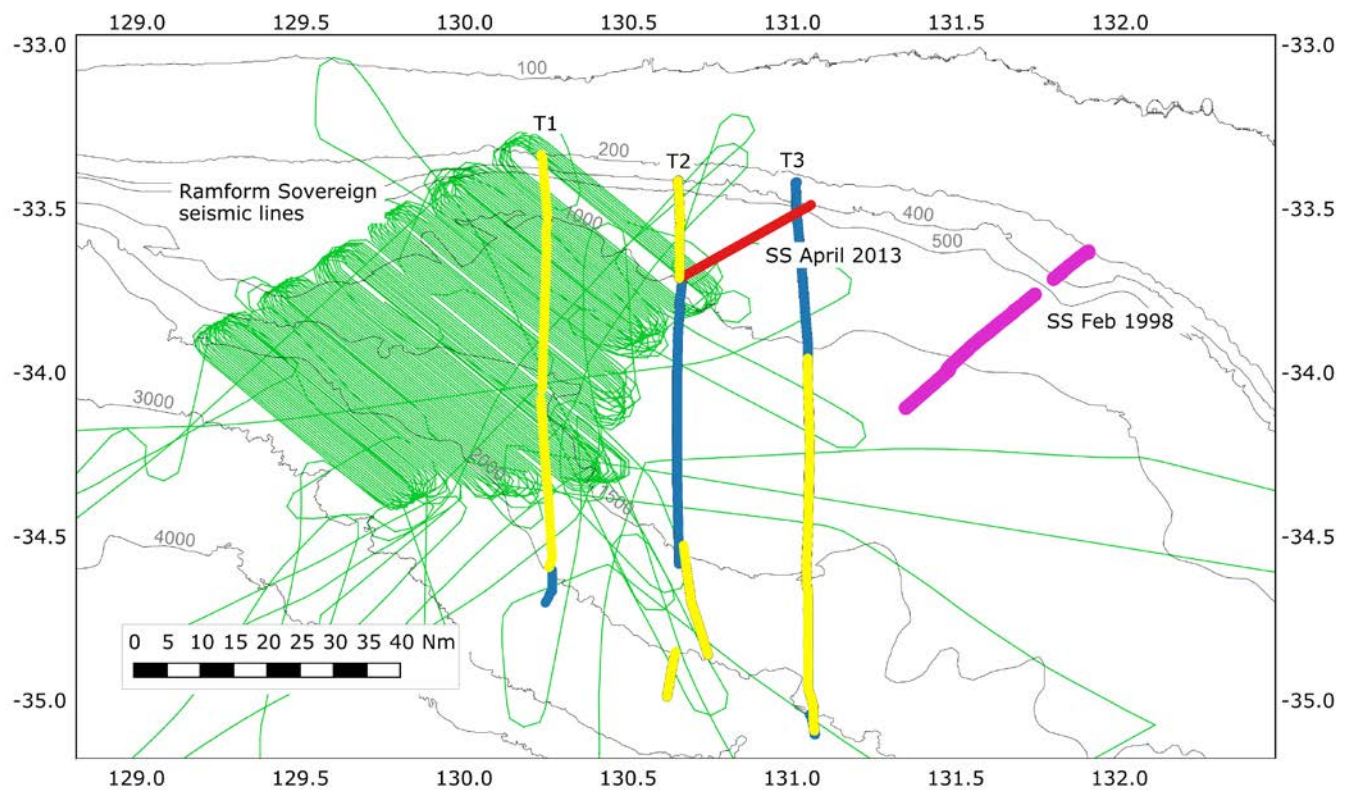 129.0 129.5 130.0 130.5 131.0 131.5 132.0
-33.0 -33.0
100
T1
200 T2 T3
Ramform Sovereign
seismic lines
-33.5 1000 400 -33.5
500
SS April 2013
SS Feb 1998
-34.0 -34.0
3000
2000
1500
-34.5 -34.5
4000
0 5 10 15 20 25 30 35 40 Nm
-35.0 -35.0
129.0 129.5 130.0 130.5 131.0 131.5 132.0